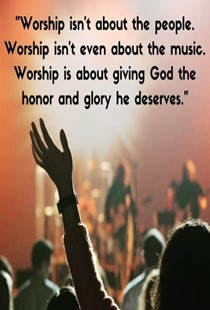 "Worship isn't about the people.
Worship isn't even about the music.
Worship is about giving God the
honor and glory he deserves."